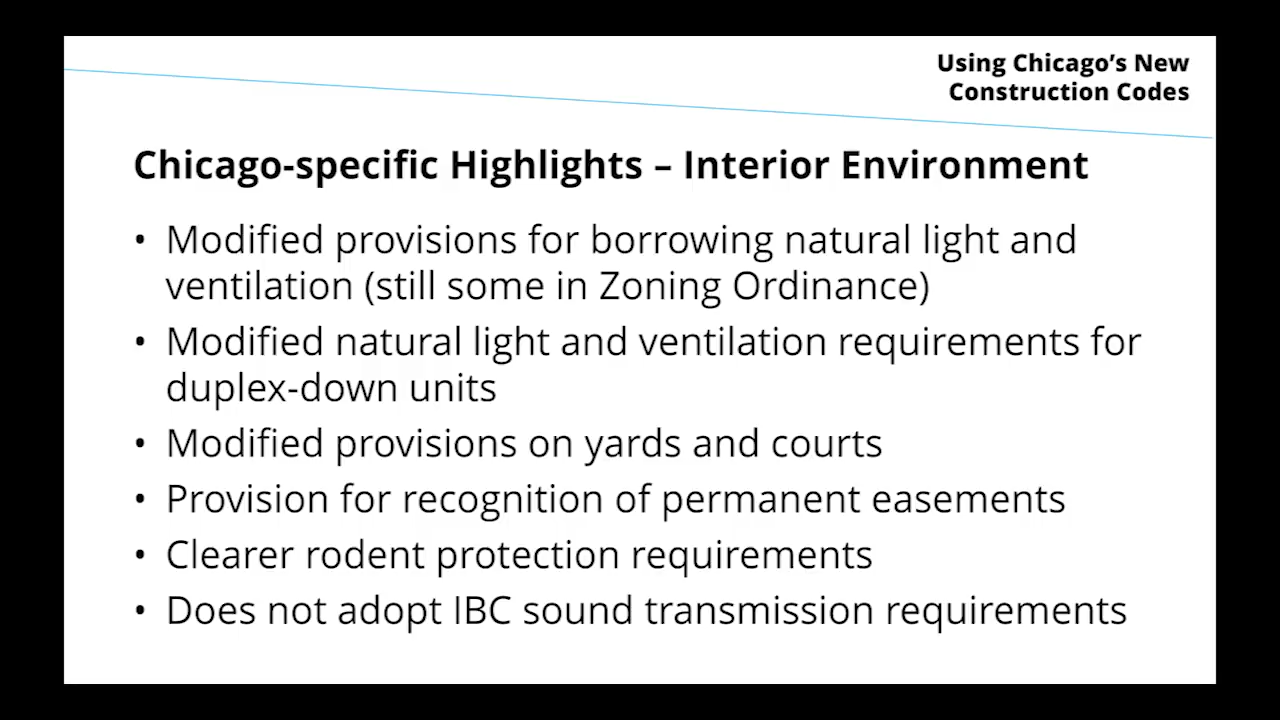 Using Chicago’s New
Construction Codes
Chicago-specific Highlights – Interior Environment
• Modified provisions for borrowing natural light and
ventilation (still some in Zoning Ordinance)
• Modified natural light and ventilation requirements for
duplex-down units
• Modified provisions on yards and courts
• Provision for recognition of permanent easements
• Clearer rodent protection requirements
• Does not adopt IBC sound transmission requirements